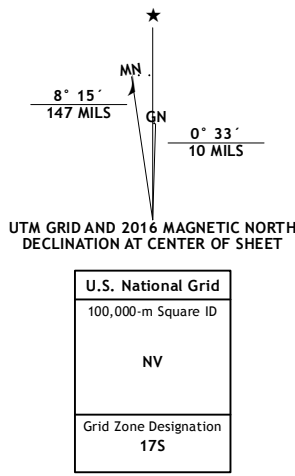 ★
MN
8° 15´
147 MILS
GN
0° 33´
10 MILS
UTM GRID AND 2016 MAGNETIC NORTH
DECLINATION AT CENTER OF SHEET
U.S. National Grid
100,000-m Square ID
NV
Grid Zone Designation
17S